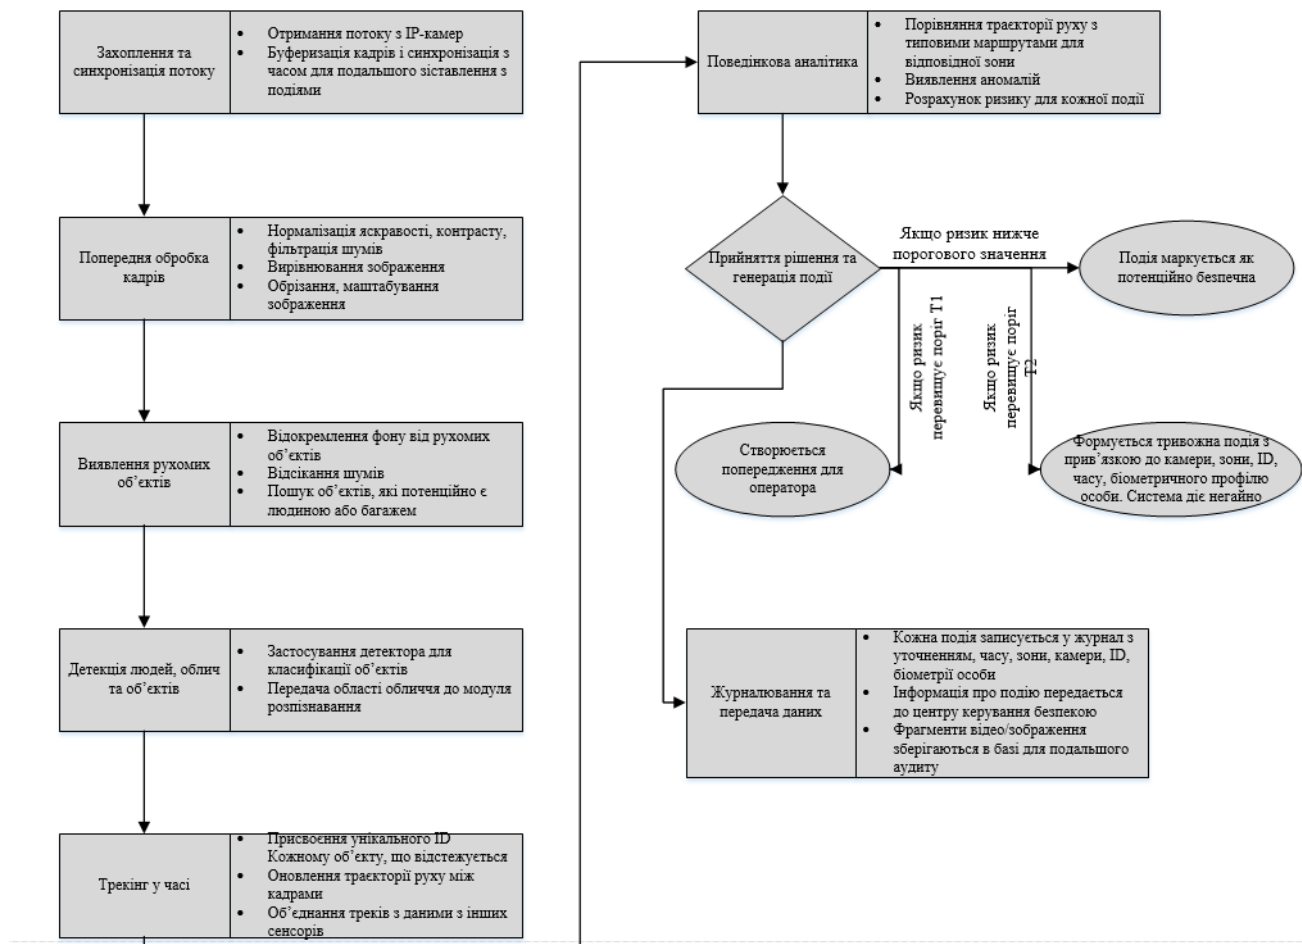 Захоплення та
синхронізація потоку
• Отримання потоку з IP-камер
• Буферизація кадрів і синхронізація з
часом для подальшого зіставлення з
подіями
Попередня обробка
кадрів
• Нормалізація яскравості, контрасту,
фільтрація шумів
• Вирівнювання зображення
• Обрізання, маштабування
зображення
Виявлення рухомих
об’єктів
• Відокремлення фону від рухомих
об’єктів
• Відсікання шумів
• Пошук об’єктів, які потенційно є
людиною або багажем
Детекція людей, облич
та об’єктів
• Застосування детектора для
класифікації об’єктів
• Передача області обличчя до модуля
розпізнавання
Трекінг у часі
• Присвоєння унікального ID
Кожному об’єкту, що відстежується
• Оновлення траєкторії руху між
кадрами
• Об’єднання треків з даними з інших
сенсорів
Поведінкова аналітика
• Порівняння траєкторії руху з
типовими маршрутами для
відповідної зони
• Виявлення аномалій
• Розрахунок ризику для кожної події
Прийняття рішення та
генерація події
Якщо ризик нижче
порогового значення
Подія маркується як
потенційно безпечна
Якщо ризик
перевищує поріг T1
Якщо ризик
перевищує поріг
T2
Створюється
попередження для
оператора
Формується тривожна подія з
прив’язкою до камери, зони, ID,
часу, біометричного профілю
особи. Система діє негайно
Журналювання та
передача даних
• Кожна подія записується у журнал з
уточненням, часу, зони, камери, ID,
біометрії особи
• Інформація про подію передається
до центру керування безпекою
• Фрагменти відео/зображення
зберігаються в базі для подальшого
аудиту